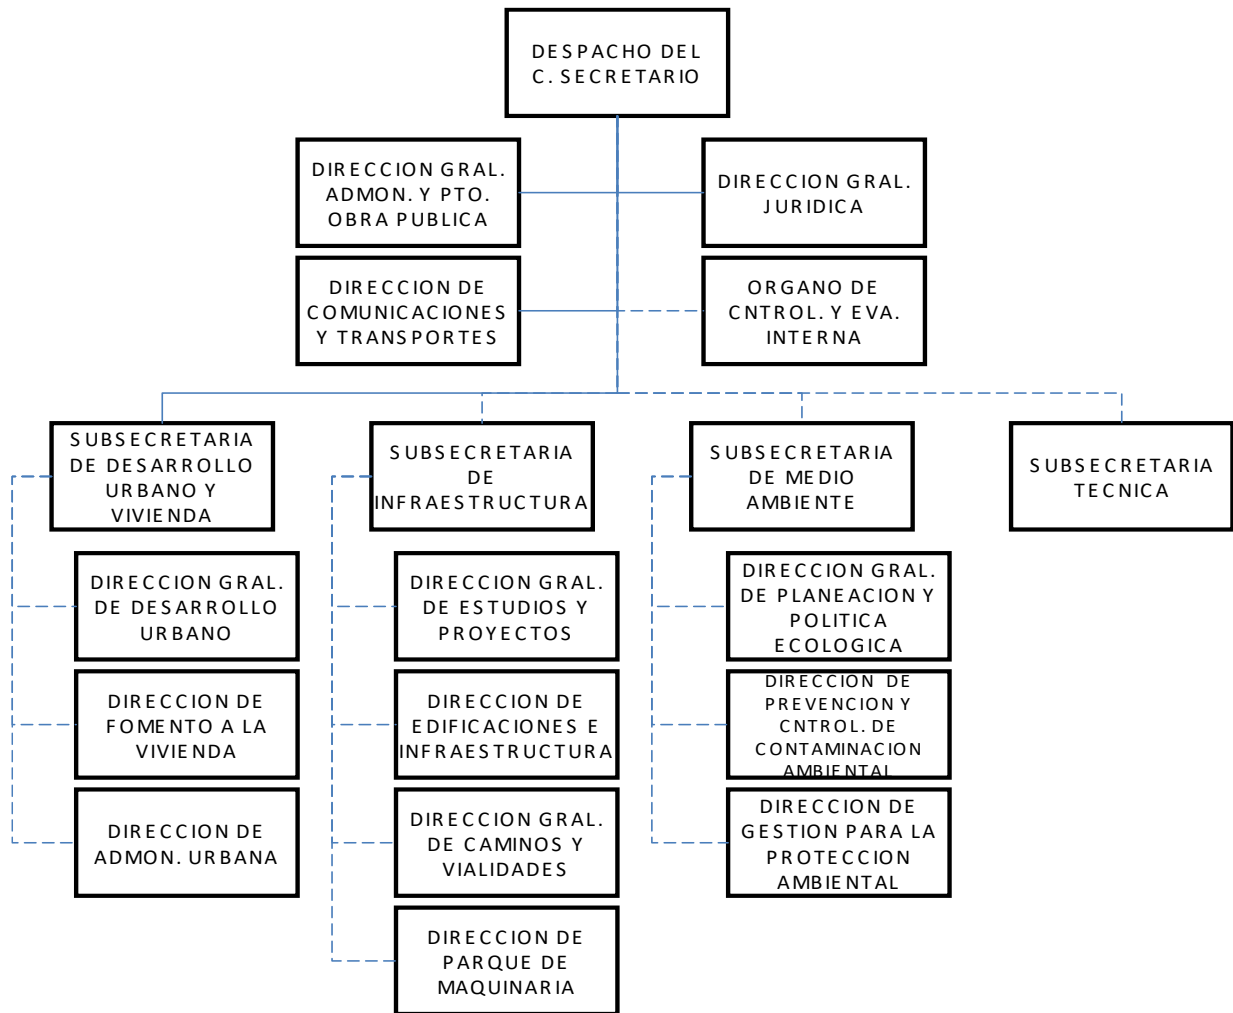 DESPACHO DEL
C. SECRETARIO
DIRECCION GRAL.
ADMON. Y PTO.
OBRA PUBLICA
DIRECCION GRAL.
JURIDICA
DIRECCION DE
COMUNICACIONES
Y TRANSPORTES
ORGANO DE
CNTROL. Y EVA.
INTERNA
SUBSECRETARIA
DE DESARROLLO
URBANO Y
VIVIENDA
SUBSECRETARIA
DE
INFRAESTRUCTURA
SUBSECRETARIA
DE MEDIO
AMBIENTE
SUBSECRETARIA
TECNICA
DIRECCION GRAL.
DE DESARROLLO
URBANO
DIRECCION GRAL.
DE ESTUDIOS Y
PROYECTOS
DIRECCION GRAL.
DE PLANEACION Y
POLITICA
ECOLOGICA
DIRECCION DE
FOMENTO A LA
VIVIENDA
DIRECCION DE
EDIFICACIONES E
INFRAESTRUCTURA
DIRECCION DE
PREVENCION Y
CNTROL. DE
CONTAMINACION
AMBIENTAL
DIRECCION DE
ADMON. URBANA
DIRECCION GRAL.
DE CAMINOS Y
VIALIDADES
DIRECCION DE
GESTION PARA LA
PROTECCION
AMBIENTAL
DIRECCION DE
PARQUE DE
MAQUINARIA